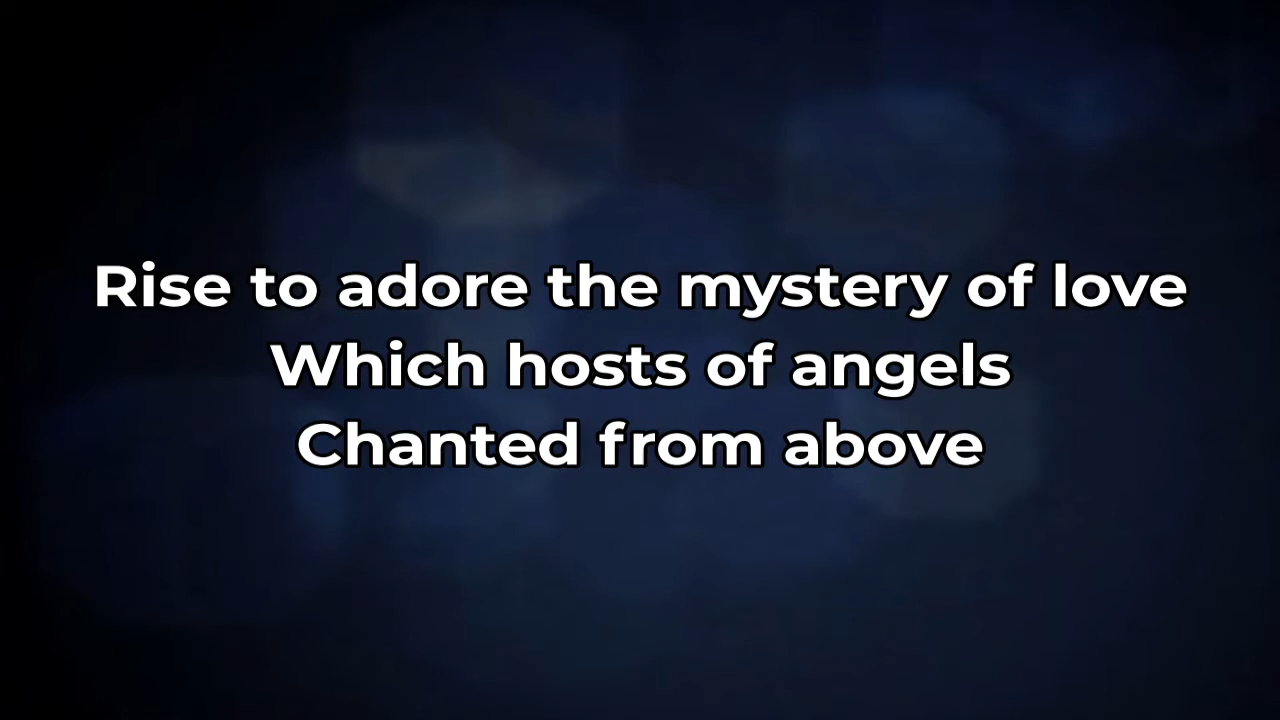 Rise to adore the mystery of love
Which hosts of angels
Chanted from above